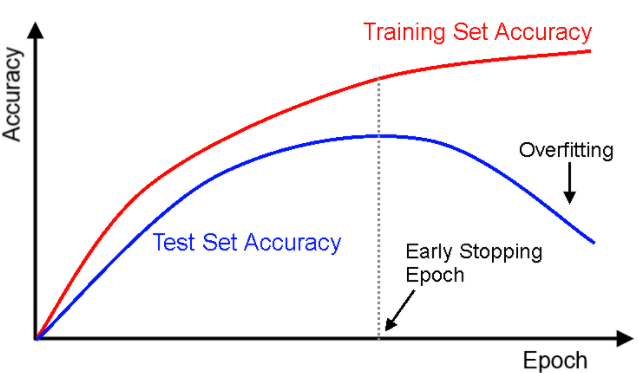 Training Set Accuracy
Accuracy
Overfitting
Test Set Accuracy
Early Stopping
Epoch
Epoch